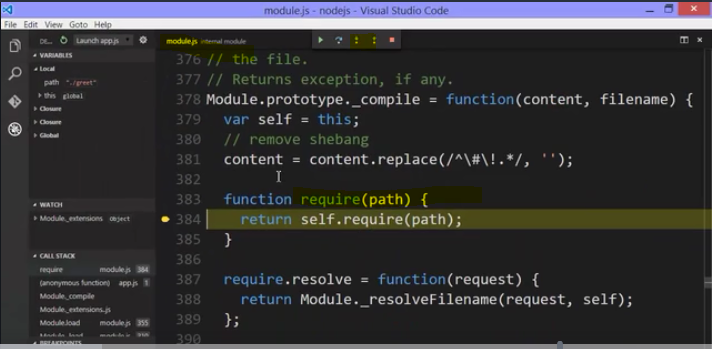 module.js - nodejs - Visual Studio Code
File Edit View Goto Help
DE... Launch app.js
module.js internal module
VARIABLES
Local
path "./greet"
this global
Closure
Closure
Global
WATCH
Module._extensions Object
CALL STACK
require module.js 384
(anonymous function) app.js 1
Module._compile
Module._extensions..js
Module.load module.js 355
Module._load module.js
BREAKPOINTS
376 // the file.
377 // Returns exception, if any.
378 Module.prototype._compile = function(content, filename) {
379 var self = this;
380 // remove shebang
381 content = content.replace(/^\#\!.*/, '');
382
383 function require(path) {
384 return self.require(path);
385 }
386
387 require.resolve = function(request) {
388 return Module._resolveFilename(request, self);
389 };
390